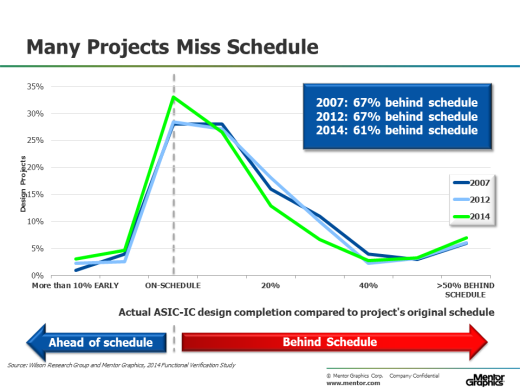 Many Projects Miss Schedule
35%
30%
25%
20%
15%
10%
5%
0%
Design Projects
2007: 67% behind schedule
2012: 67% behind schedule
2014: 61% behind schedule
2007
2012
2014
More than 10% EARLY
ON-SCHEDULE
20%
40%
>50% BEHIND
SCHEDULE
Actual ASIC-IC design completion compared to project's original schedule
Ahead of schedule
Behind Schedule
Source: Wilson Research Group and Mentor Graphics, 2014 Functional Verification Study
© Mentor Graphics Corp. Company Confidential
www.mentor.com
Mentor
Graphics